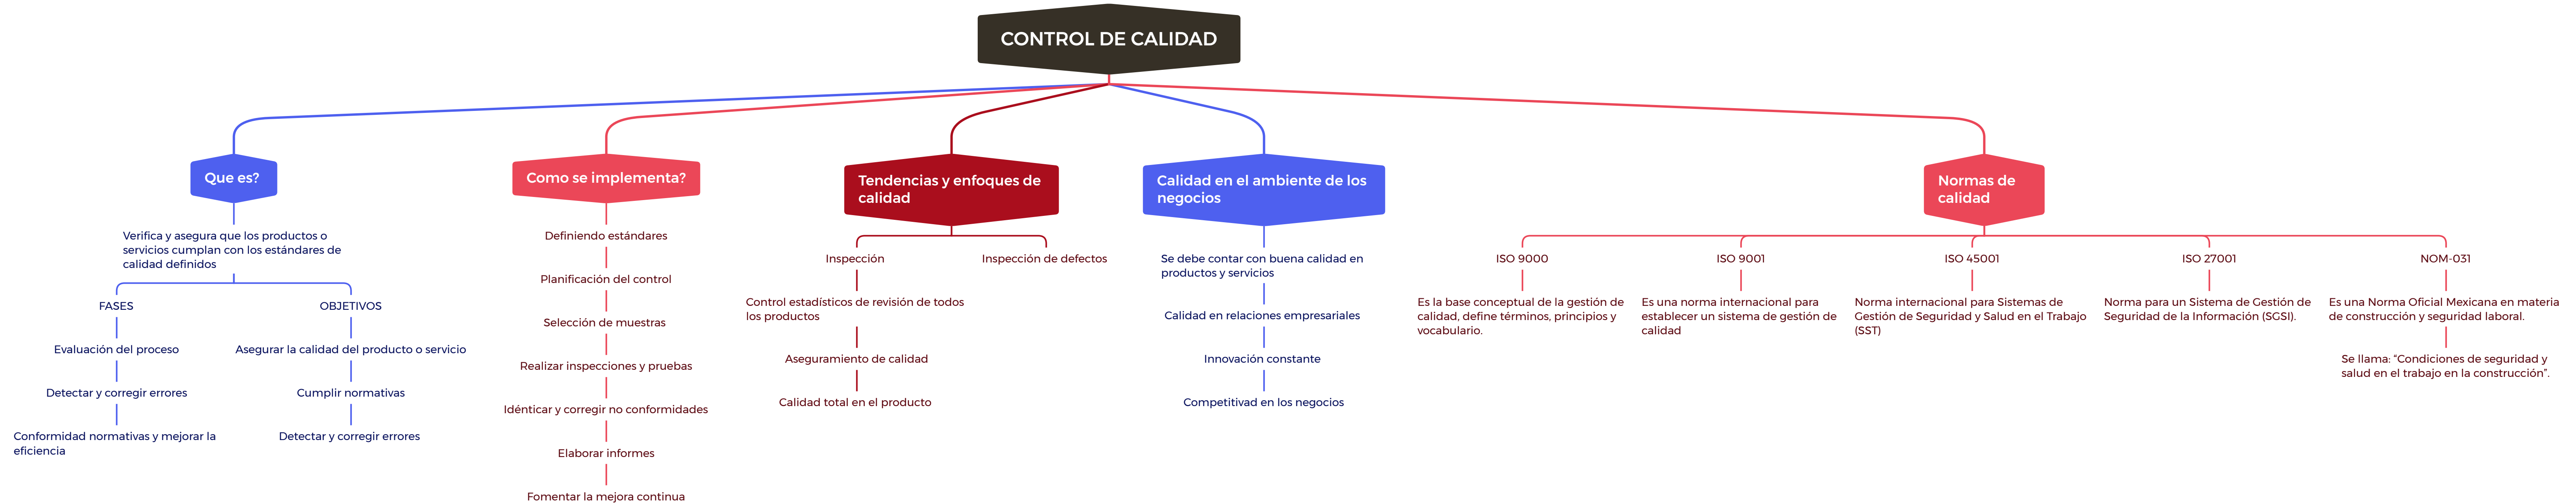 CONTROL DE CALIDAD
Que es?
Verifica y asegura que los productos o
servicios cumplan con los estándares de
calidad definidos
FASES
Evaluación del proceso
Detectar y corregir errores
Conformidad normativas y mejorar la
eficiencia
OBJETIVOS
Asegurar la calidad del producto o servicio
Cumplir normativas
Detectar y corregir errores
Como se implementa?
Definiendo estándares
Planificación del control
Selección de muestras
Realizar inspecciones y pruebas
Idénticar y corregir no conformidades
Elaborar informes
Fomentar la mejora continua
Tendencias y enfoques de
calidad
Inspección
Control estadísticos de revisión de todos
los productos
Aseguramiento de calidad
Calidad total en el producto
Inspección de defectos
Calidad en el ambiente de los
negocios
Se debe contar con buena calidad en
productos y servicios
Calidad en relaciones empresariales
Innovación constante
Competitivad en los negocios
Normas de
calidad
ISO 9000
Es la base conceptual de la gestión de
calidad, define términos, principios y
vocabulario.
ISO 9001
Es una norma internacional para
establecer un sistema de gestión de
calidad
ISO 45001
Norma internacional para Sistemas de
Gestión de Seguridad y Salud en el Trabajo
(SST)
ISO 27001
Norma para un Sistema de Gestión de
Seguridad de la Información (SGSI).
NOM-031
Es una Norma Oficial Mexicana en materia
de construcción y seguridad laboral.
Se llama: “Condiciones de seguridad y
salud en el trabajo en la construcción”.